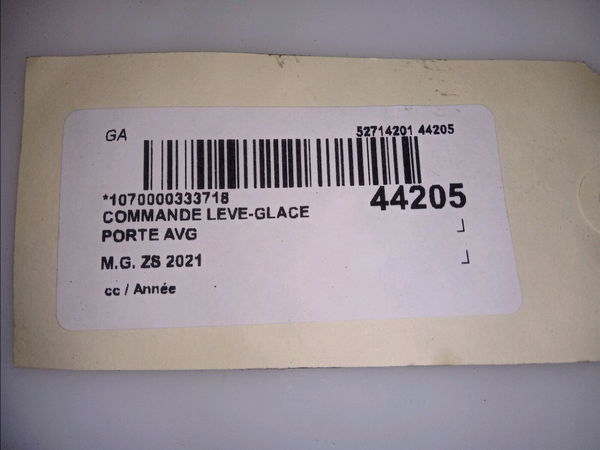 GA
52714201 44205
*1070000333718
44205
COMMANDE LEVE-GLACE
PORTE AVG
M.G. ZS 2021
cc / Année